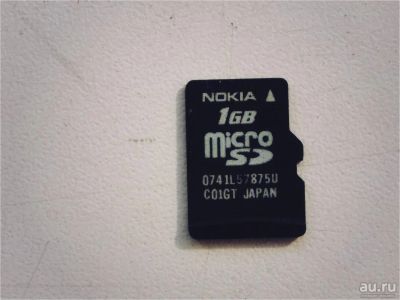 NOKIA
1GB
micro
SD
0741L57875U
C01GT JAPAN
au.ru